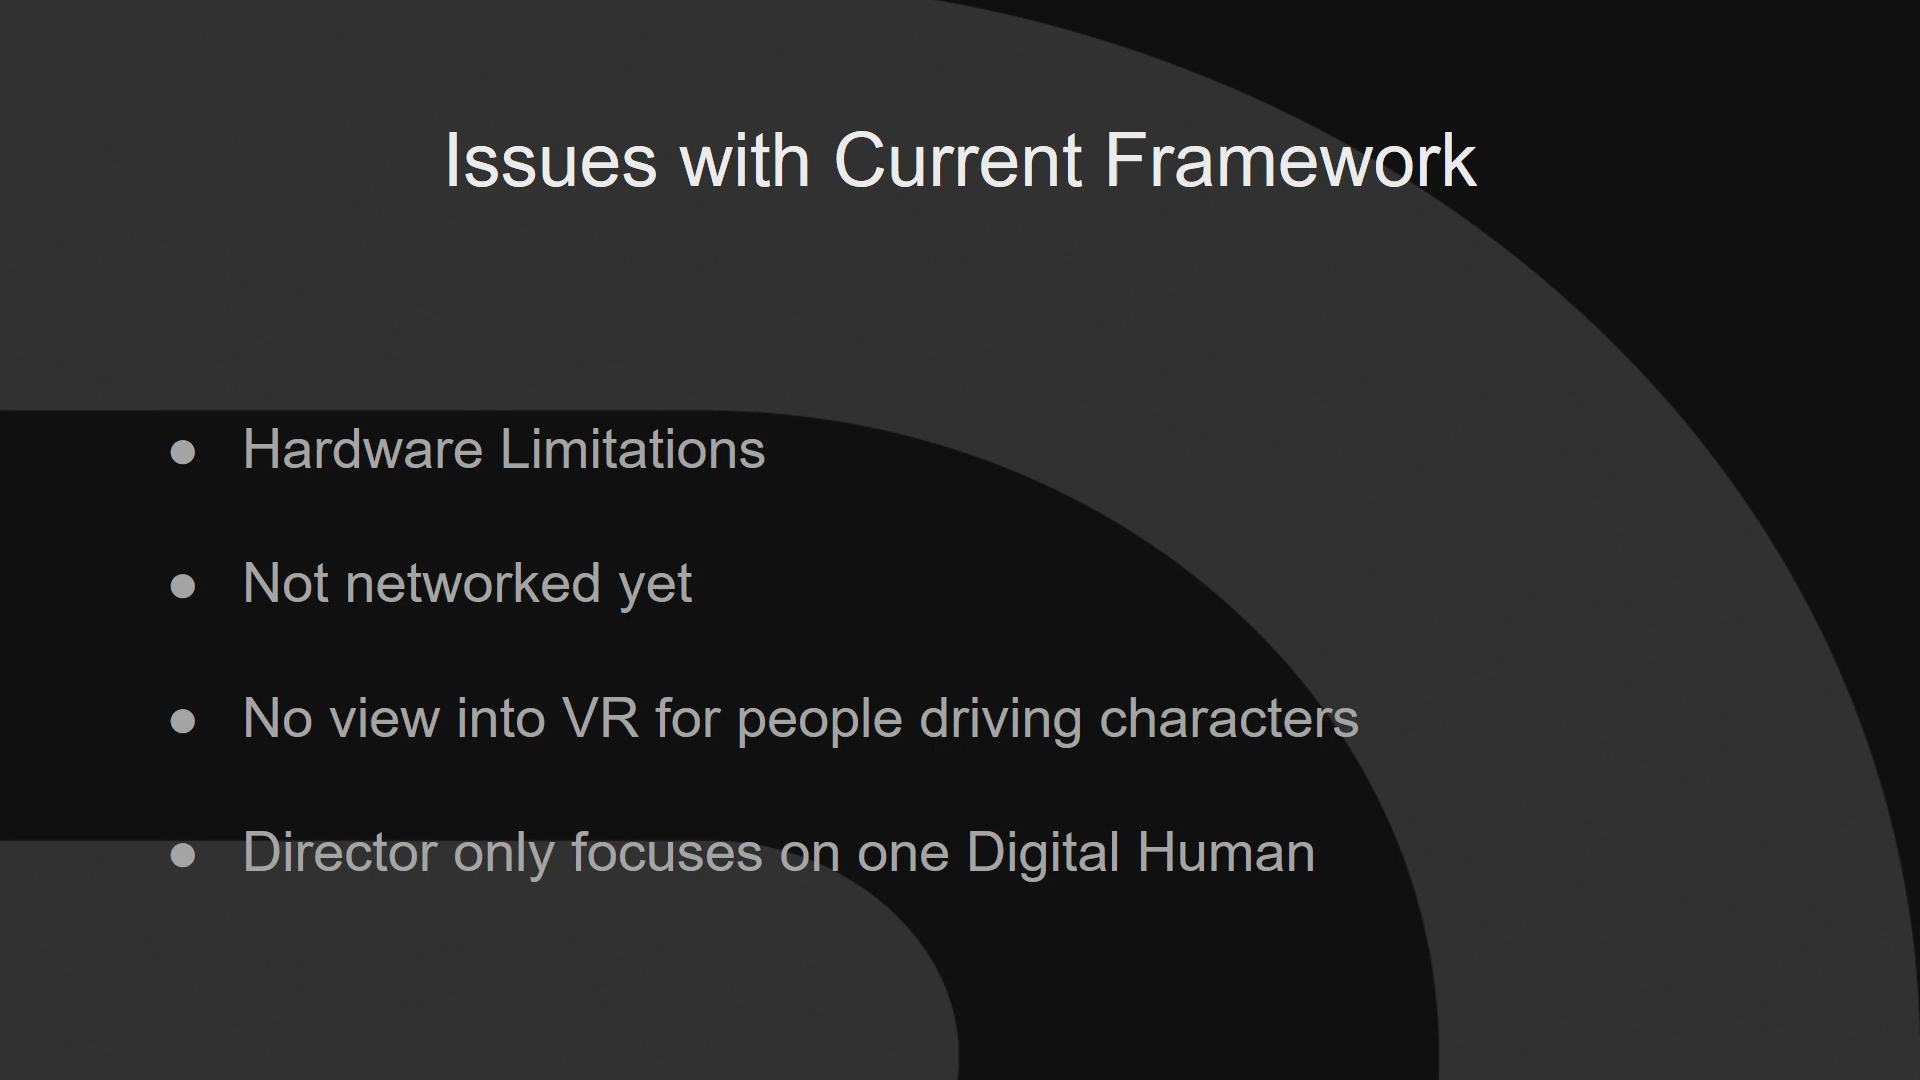 Issues with Current Framework
● Hardware Limitations
● Not networked yet
● No view into VR for people driving characters
● Director only focuses on one Digital Human